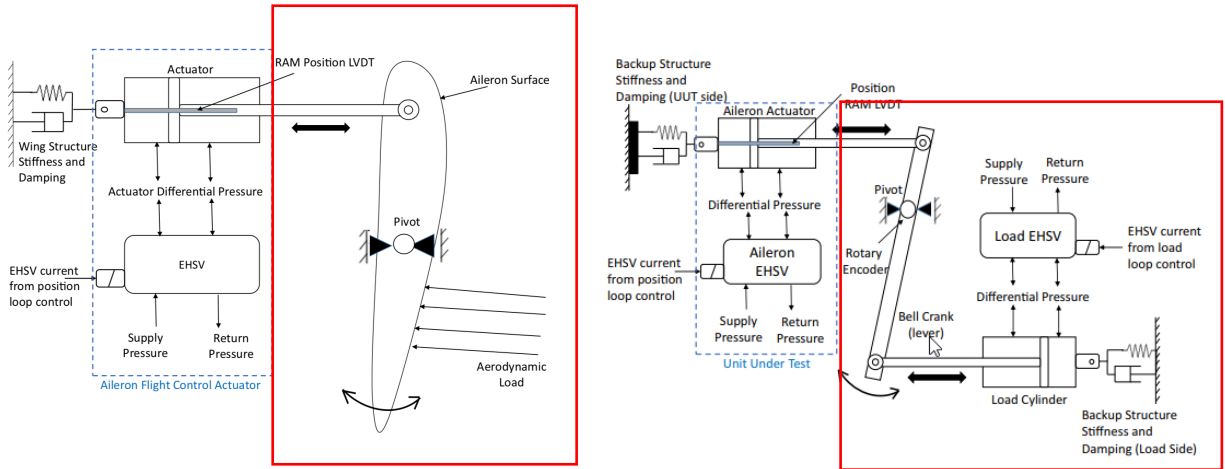 Actuator
RAM Position LVDT
Aileron Surface
Wing Structure
Stiffness and
Damping
Actuator Differential Pressure
Pivot
EHSV
EHSV current
from position
loop control
Supply
Pressure
Return
Pressure
Aerodynamic
Load
Aileron Flight Control Actuator
Backup Structure
Stiffness and
Damping (UUT side)
Position
RAM LVDT
Aileron Actuator
Supply
Pressure
Return
Pressure
Pivot
Differential Pressure
Load EHSV
EHSV current
from load
loop control
Rotary
Encoder
Aileron
EHSV
EHSV current
from position
loop control
Differential Pressure
Supply
Pressure
Return
Pressure
Bell Crank
(lever)
Unit Under Test
Load Cylinder
Backup Structure
Stiffness and
Damping (Load Side)